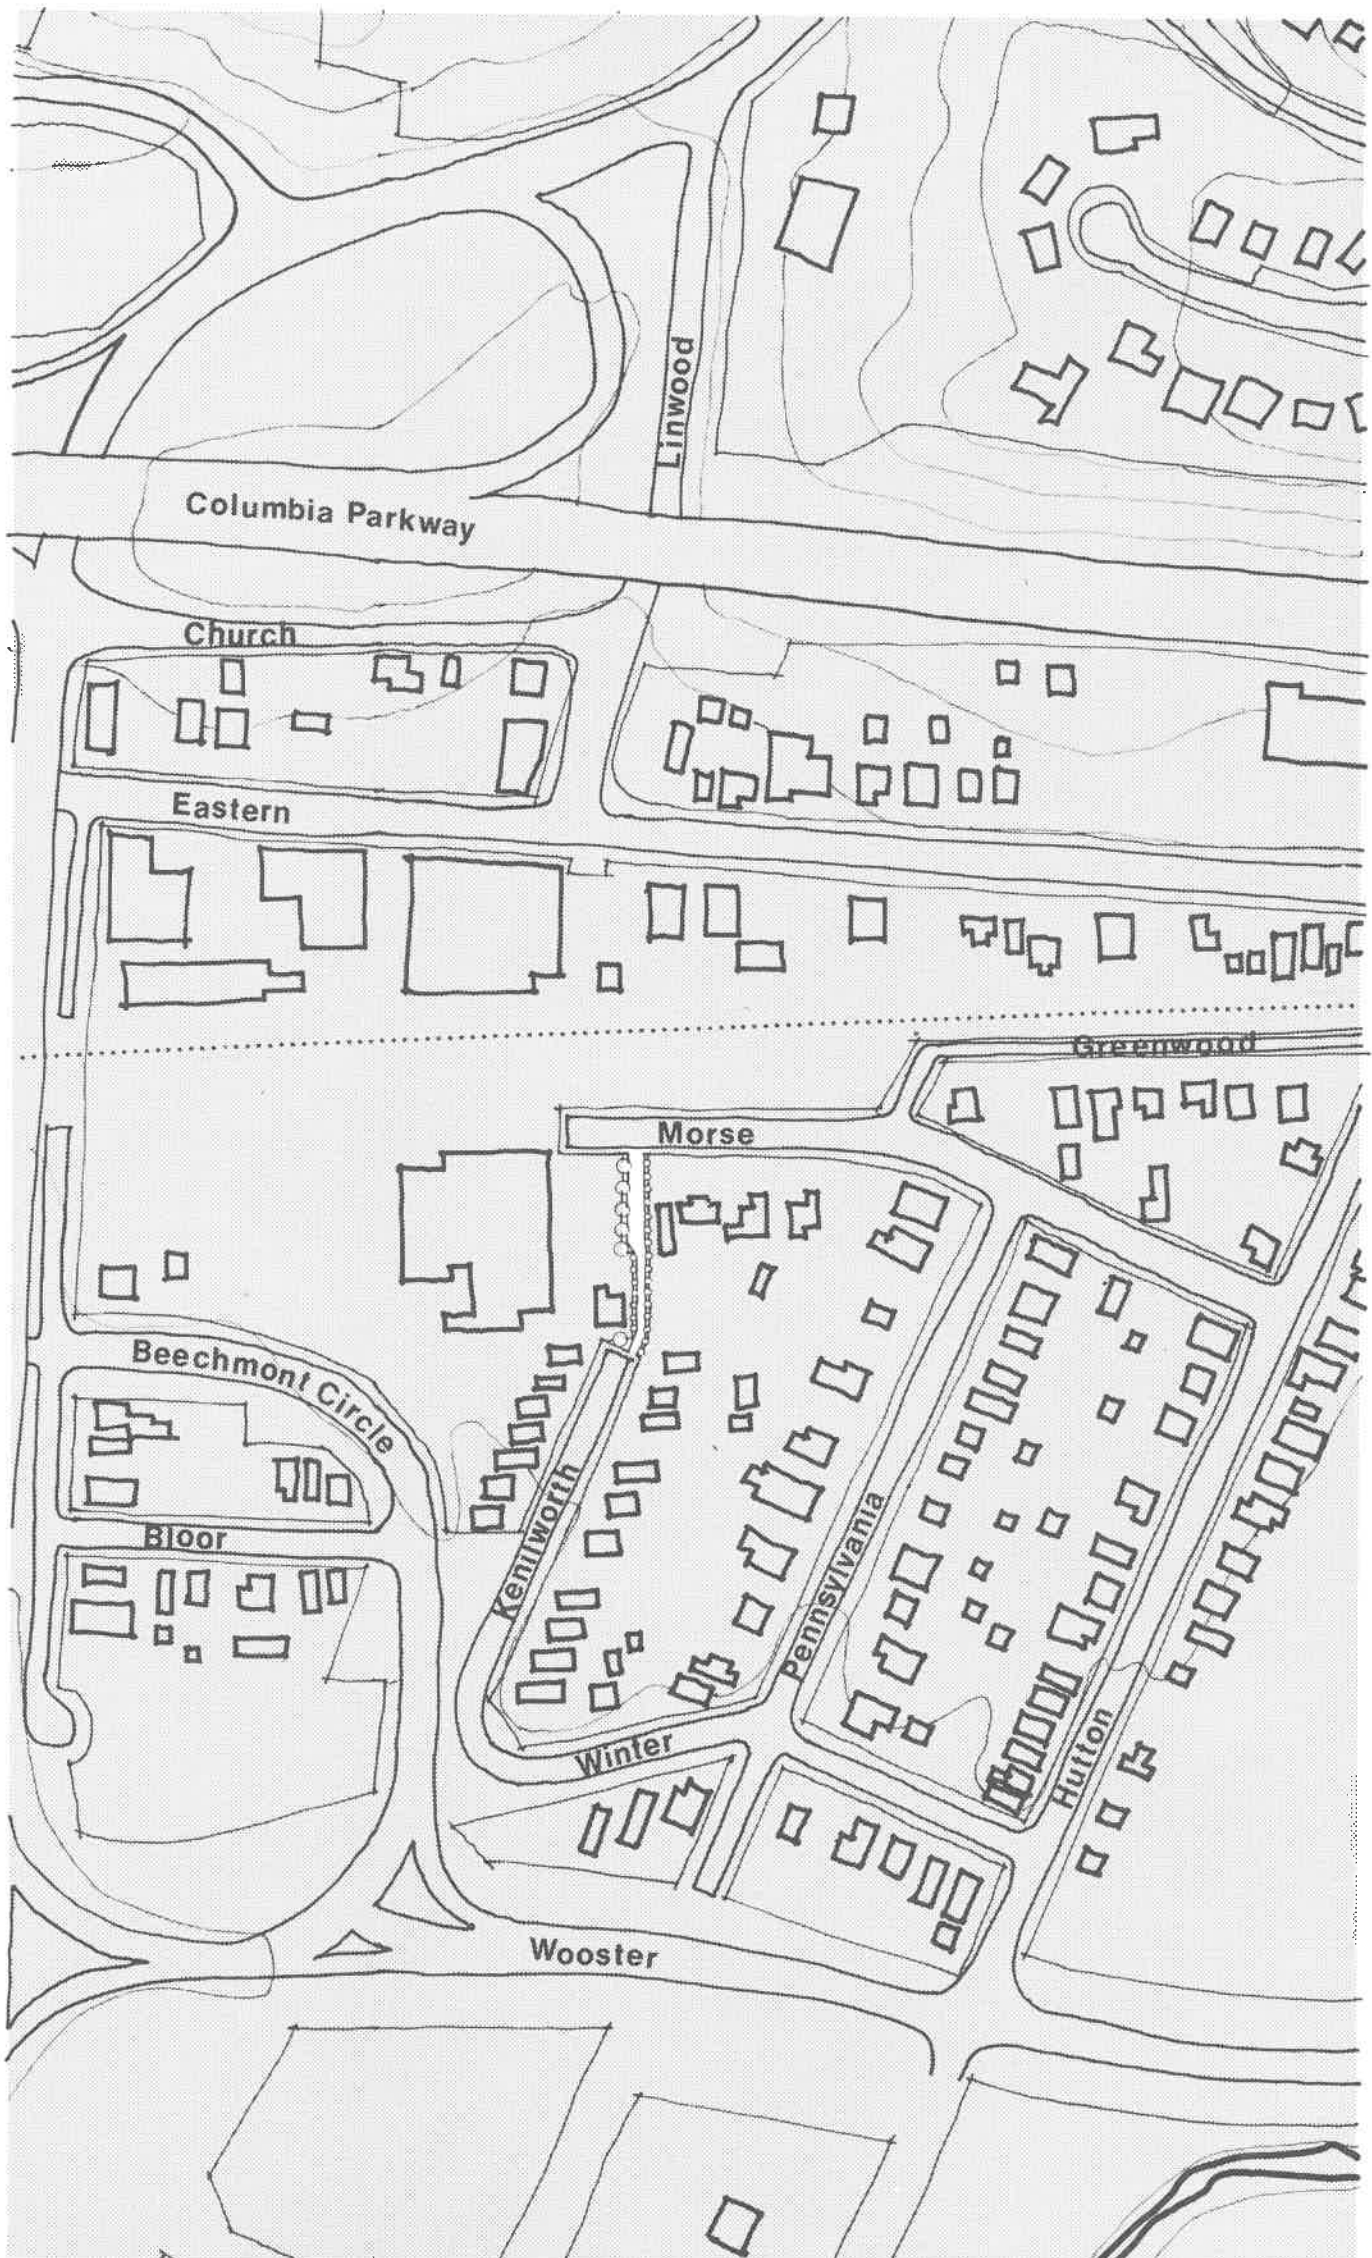 Linwood
Columbia Parkway
Church
Eastern
Greenwood
Morse
Beechmont Circle
Bloor
Kenilworth
Pennsylvania
Hutton
Winter
Wooster